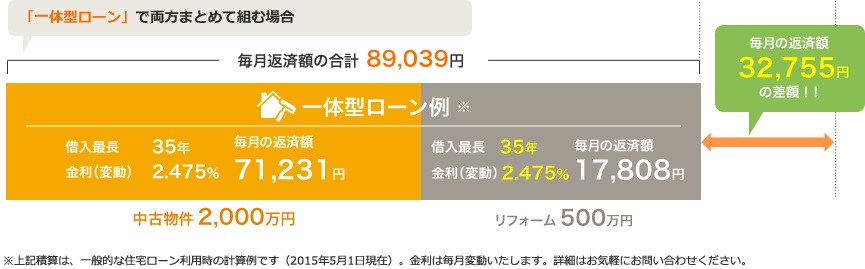 「一体型ローン」で両方まとめて組む場合
毎月返済額の合計 89,039円
毎月の返済額
32,755円
の差額！！
一体型ローン例 ※
借入最長 35年
金利（変動） 2.475%
毎月の返済額
71,231円
借入最長 35年
金利（変動） 2.475%
毎月の返済額
17,808円
中古物件 2,000万円
リフォーム 500万円
※上記積算は、一般的な住宅ローン利用時の計算例です（2015年5月1日現在）。金利は毎月変動いたします。詳細はお気軽にお問い合わせください。